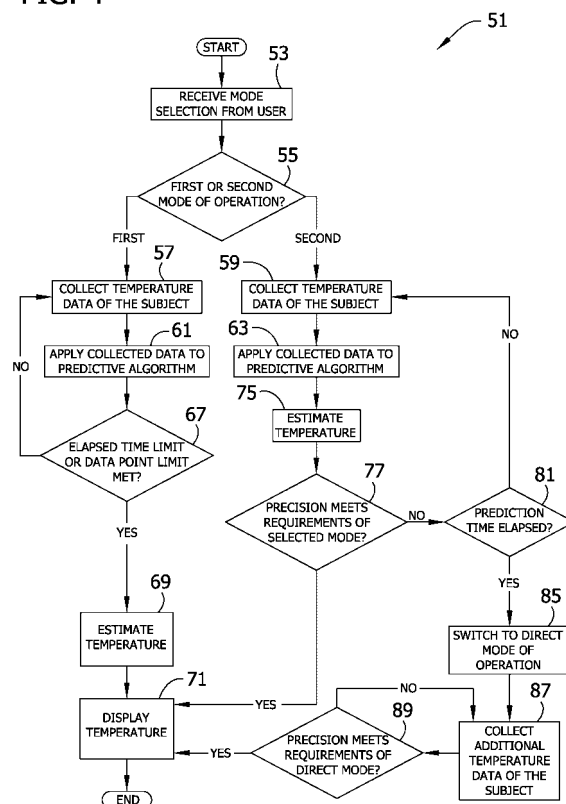 51
START
53
RECEIVE MODE
SELECTION FROM USER
55
FIRST OR SECOND
MODE OF OPERATION?
FIRST
SECOND
57
COLLECT TEMPERATURE
DATA OF THE SUBJECT
59
COLLECT TEMPERATURE
DATA OF THE SUBJECT
61
APPLY COLLECTED DATA TO
PREDICTIVE ALGORITHM
63
APPLY COLLECTED DATA TO
PREDICTIVE ALGORITHM
NO
NO
75
ESTIMATE
TEMPERATURE
67
ELAPSED TIME LIMIT
OR DATA POINT LIMIT
MET?
77
PRECISION MEETS
REQUIREMENTS OF
SELECTED MODE?
NO
81
PREDICTION
TIME ELAPSED?
YES
YES
69
ESTIMATE
TEMPERATURE
85
SWITCH TO DIRECT
MODE OF
OPERATION
71
DISPLAY
TEMPERATURE
YES
NO
89
PRECISION MEETS
REQUIREMENTS OF
DIRECT MODE?
YES
87
COLLECT
ADDITIONAL
TEMPERATURE
DATA OF THE
SUBJECT
END